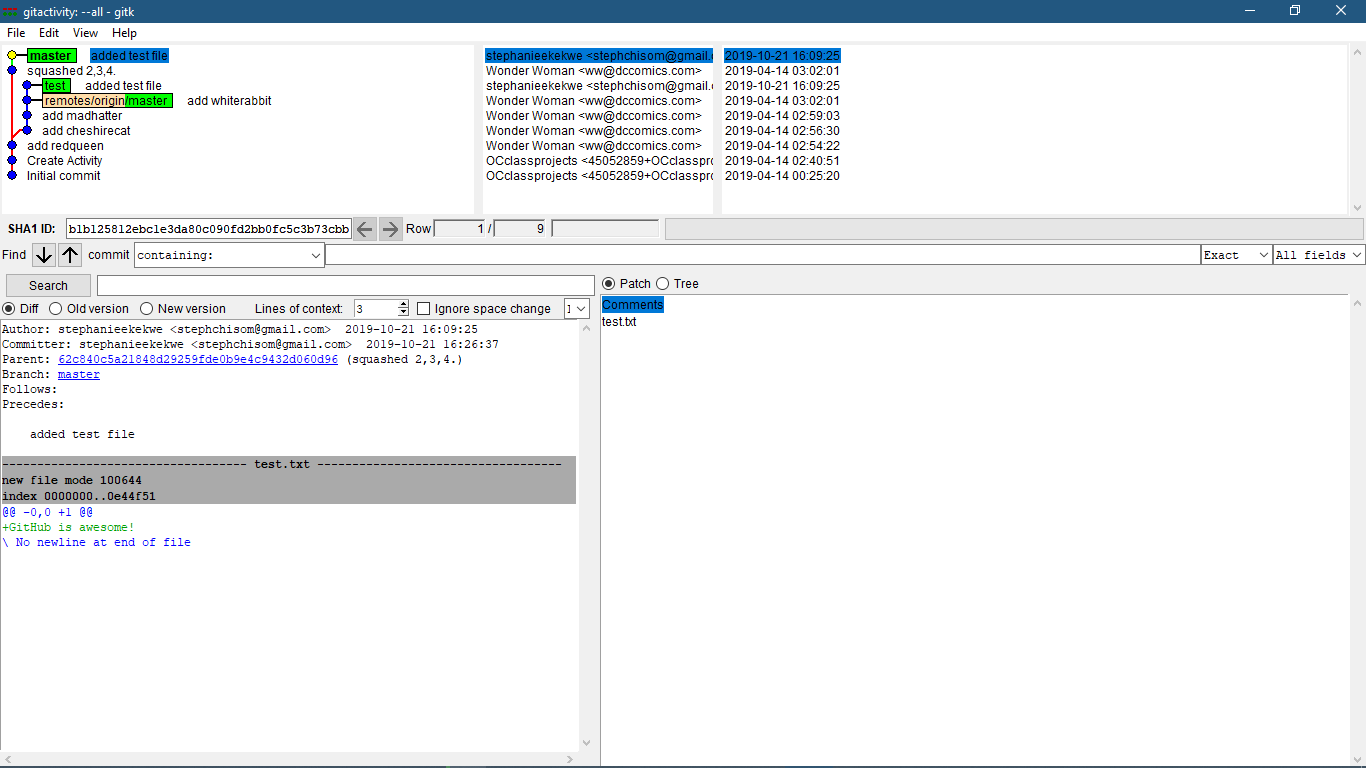 gitactivity: --all - gitk
File Edit View Help
master added test file stephanieekekwe <stephchisom@gmail.c 2019-10-21 16:09:25
squashed 2,3,4. Wonder Woman <ww@dccomics.com> 2019-04-14 03:02:01
test added test file stephanieekekwe <stephchisom@gmail.c 2019-10-21 16:09:25
remotes/origin/master add whiterabbit Wonder Woman <ww@dccomics.com> 2019-04-14 03:02:01
add madhatter Wonder Woman <ww@dccomics.com> 2019-04-14 02:59:03
add cheshirecat Wonder Woman <ww@dccomics.com> 2019-04-14 02:56:30
add redqueen Wonder Woman <ww@dccomics.com> 2019-04-14 02:54:22
Create Activity OCclassprojects <45052859+OCclasspro 2019-04-14 02:40:51
Initial commit OCclassprojects <45052859+OCclasspro 2019-04-14 00:25:20
SHA1 ID: b1b125812ebc1e3da80c090fd2bb0fc5c3b73cbb Row 1 / 9
Find commit containing: Exact All fields
Search
Patch Tree
Diff Old version New version Lines of context: 3 Ignore space change
Comments
test.txt
Author: stephanieekekwe <stephchisom@gmail.com> 2019-10-21 16:09:25
Committer: stephanieekekwe <stephchisom@gmail.com> 2019-10-21 16:26:37
Parent: 62c840c5a21848d29259fde0b9e4c9432d060d96 (squashed 2,3,4.)
Branch: master
Follows:
Precedes:
added test file
----------------------------------- test.txt -----------------------------------
new file mode 100644
index 0000000..0e44f51
@@ -0,0 +1 @@
+GitHub is awesome!
\ No newline at end of file